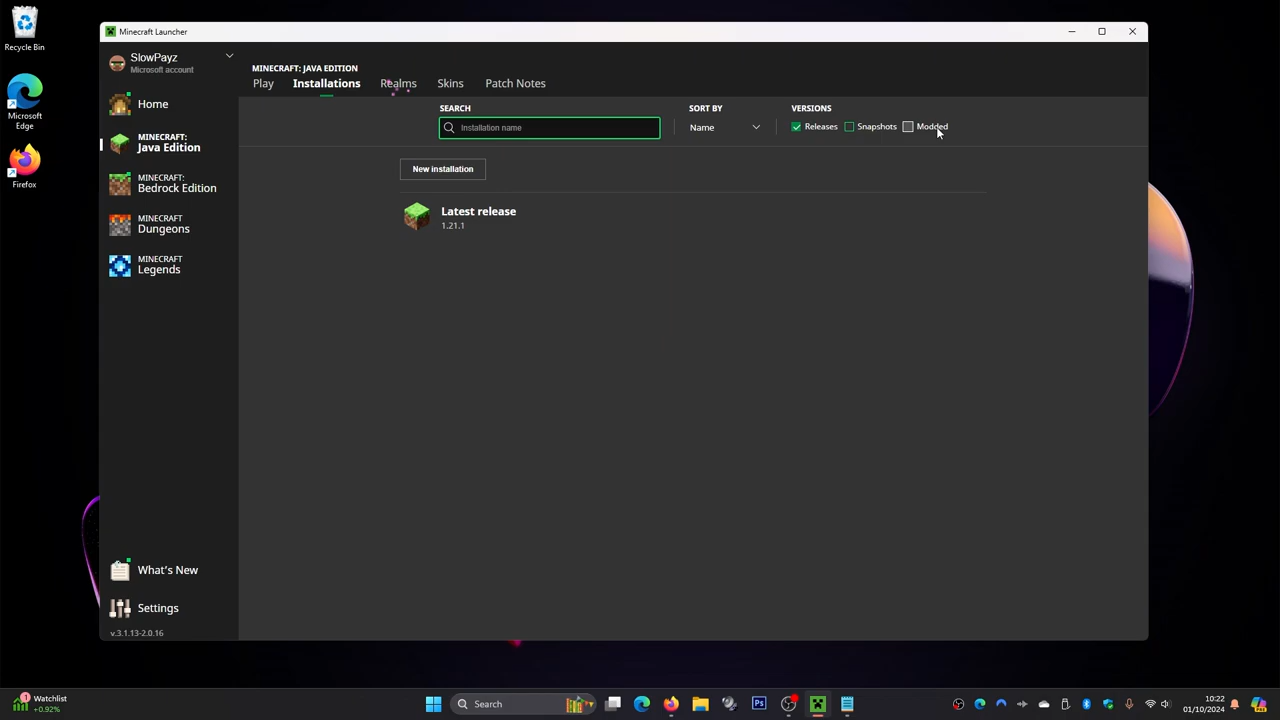 Recycle Bin
Microsoft
Edge
Firefox
Minecraft Launcher
SlowPayz
Microsoft account
Home
MINECRAFT:
Java Edition
MINECRAFT:
Bedrock Edition
MINECRAFT
Dungeons
MINECRAFT
Legends
What's New
Settings
v.3.1.13-2.0.16
MINECRAFT: JAVA EDITION
Play Installations Realms Skins Patch Notes
SEARCH SORT BY VERSIONS
Installation name Name Releases Snapshots Modded
New installation
Latest release
1.21.1
1
Watchlist
+0.92%
Search
10:22
01/10/2024